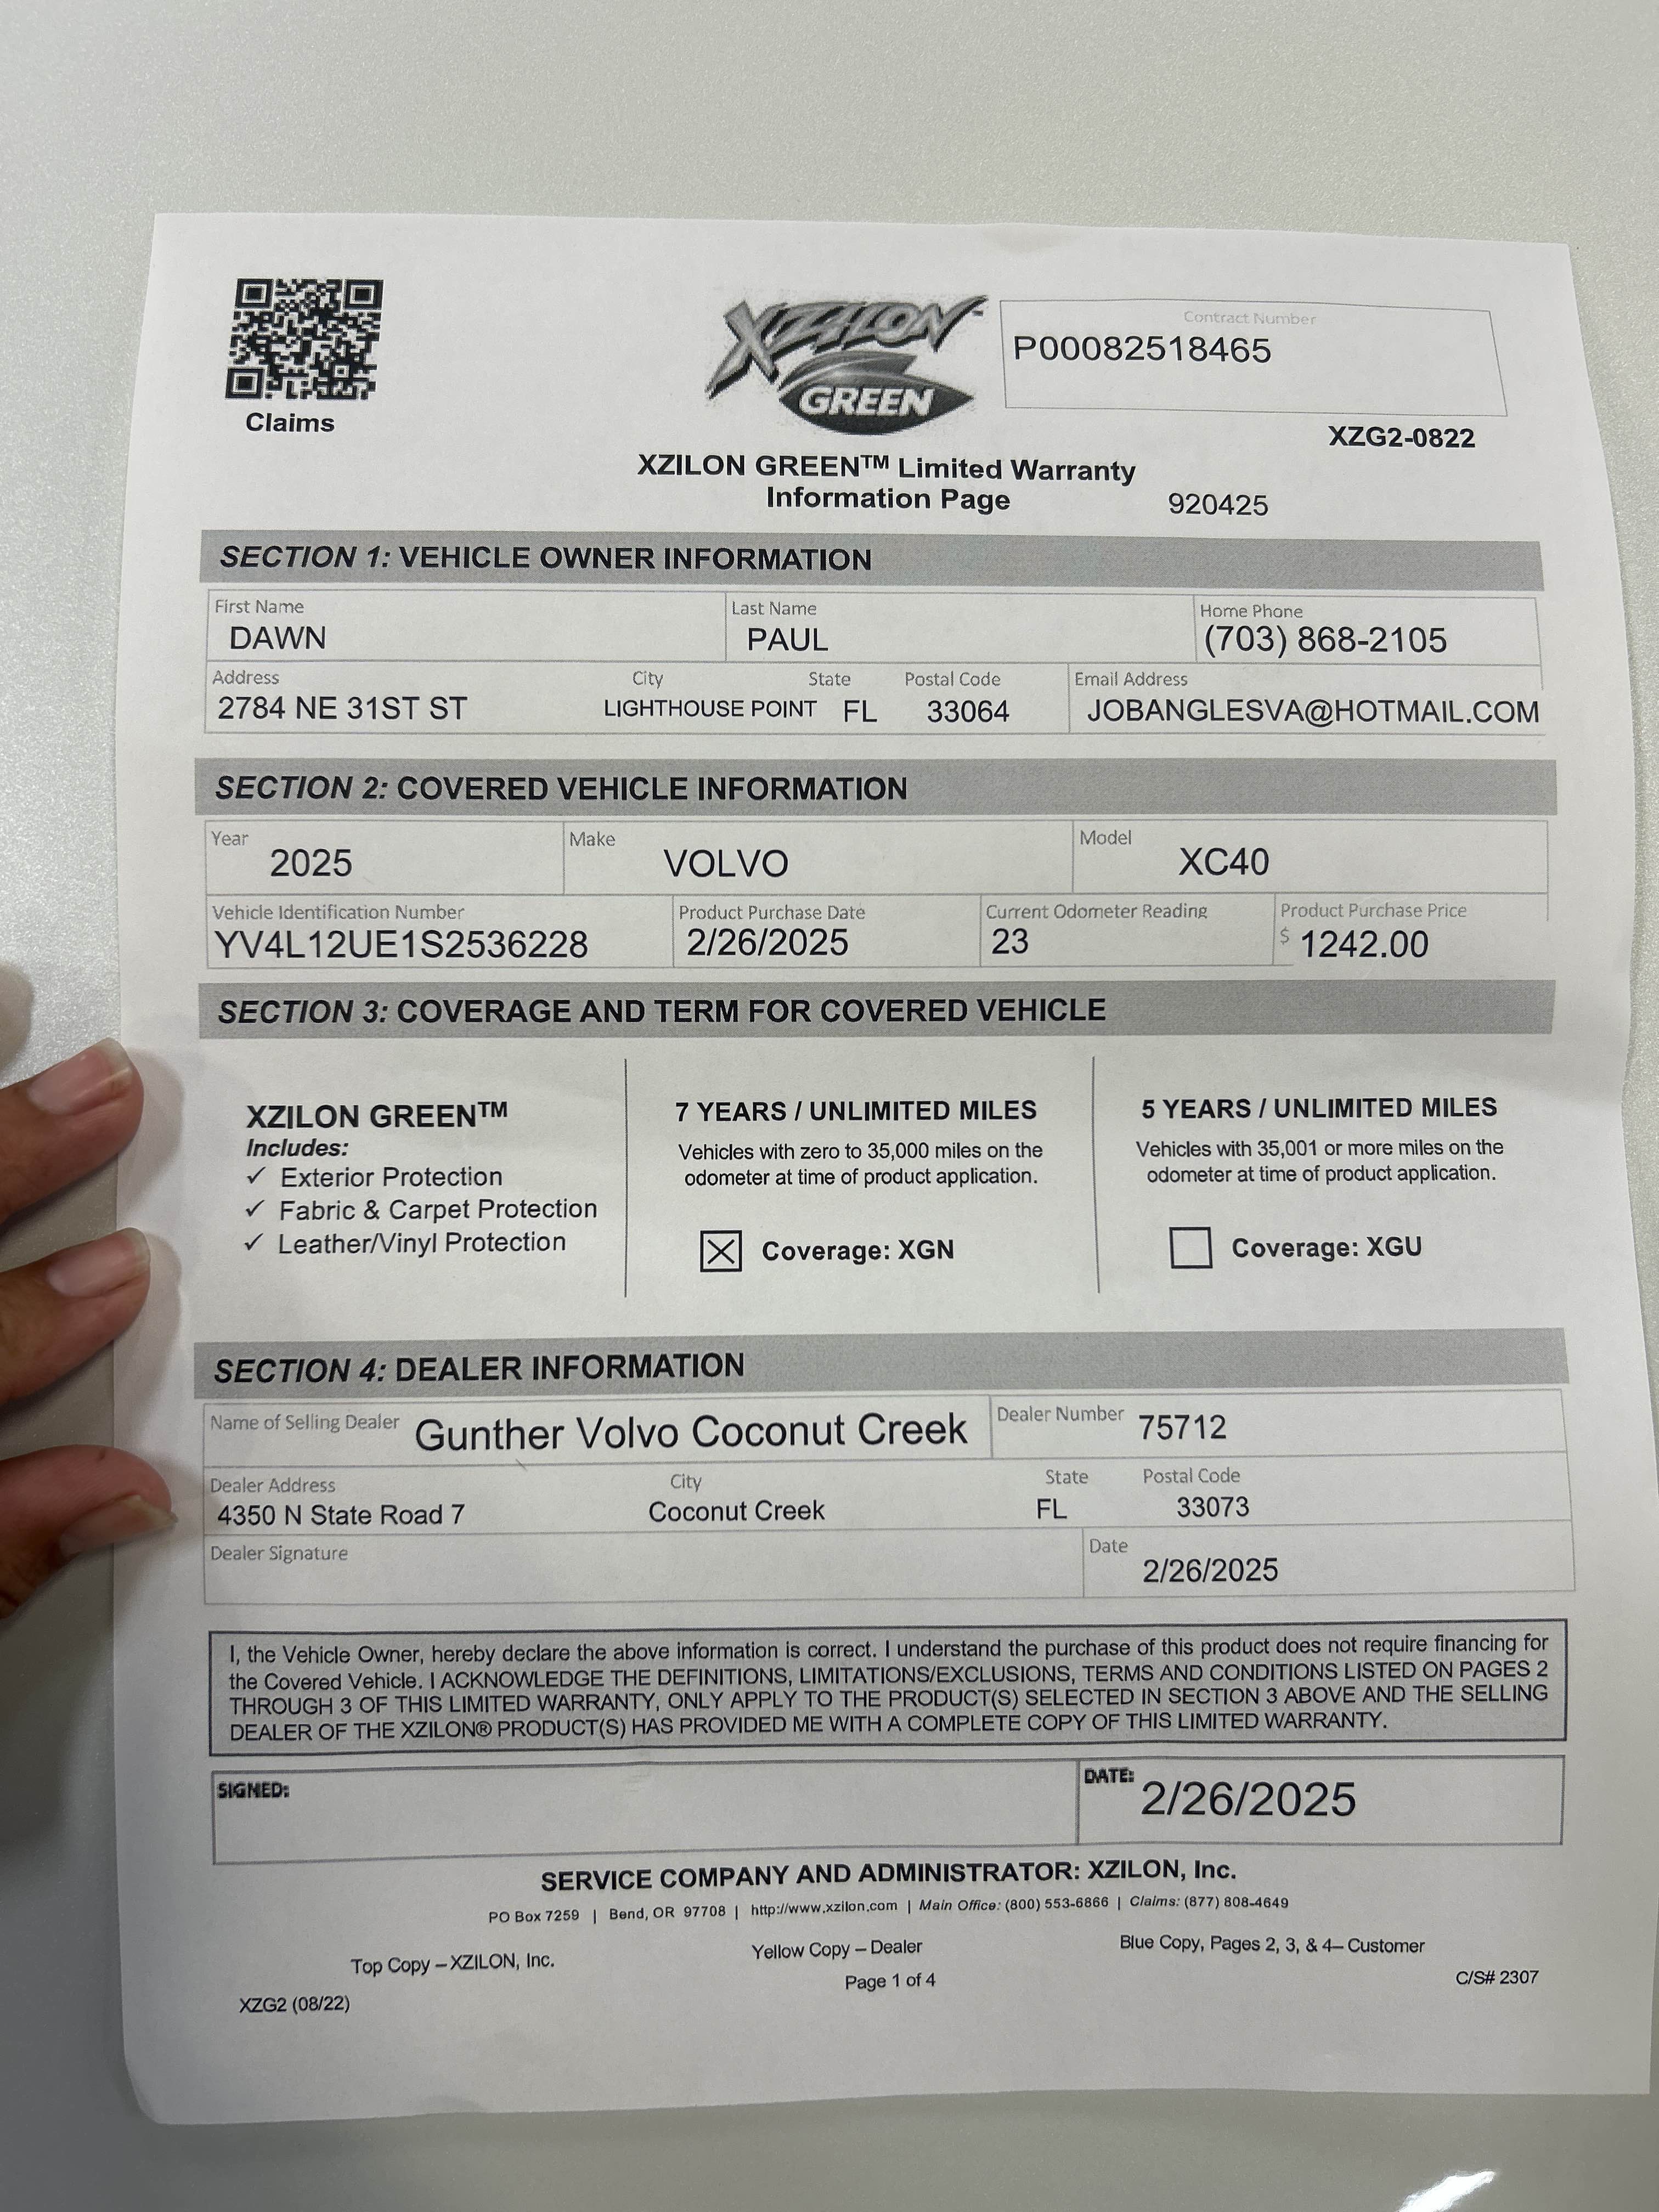 Claims
XZILON
GREEN
Contract Number
P00082518465
XZG2-0822
XZILON GREEN™ Limited Warranty
Information Page
920425
SECTION 1: VEHICLE OWNER INFORMATION
First Name Last Name Home Phone
DAWN PAUL (703) 868-2105
Address City State Postal Code Email Address
2784 NE 31ST ST LIGHTHOUSE POINT FL 33064 JOBANGLESVA@HOTMAIL.COM
SECTION 2: COVERED VEHICLE INFORMATION
Year Make Model
2025 VOLVO XC40
Vehicle Identification Number Product Purchase Date Current Odometer Reading Product Purchase Price
YV4L12UE1S2536228 2/26/2025 23 $ 1242.00
SECTION 3: COVERAGE AND TERM FOR COVERED VEHICLE
XZILON GREEN™
Includes:
✓ Exterior Protection
✓ Fabric & Carpet Protection
✓ Leather/Vinyl Protection
7 YEARS / UNLIMITED MILES
Vehicles with zero to 35,000 miles on the
odometer at time of product application.
☒ Coverage: XGN
5 YEARS / UNLIMITED MILES
Vehicles with 35,001 or more miles on the
odometer at time of product application.
☐ Coverage: XGU
SECTION 4: DEALER INFORMATION
Name of Selling Dealer Gunther Volvo Coconut Creek Dealer Number 75712
Dealer Address City State Postal Code
4350 N State Road 7 Coconut Creek FL 33073
Dealer Signature Date
2/26/2025
I, the Vehicle Owner, hereby declare the above information is correct. I understand the purchase of this product does not require financing for
the Covered Vehicle. I ACKNOWLEDGE THE DEFINITIONS, LIMITATIONS/EXCLUSIONS, TERMS AND CONDITIONS LISTED ON PAGES 2
THROUGH 3 OF THIS LIMITED WARRANTY, ONLY APPLY TO THE PRODUCT(S) SELECTED IN SECTION 3 ABOVE AND THE SELLING
DEALER OF THE XZILON® PRODUCT(S) HAS PROVIDED ME WITH A COMPLETE COPY OF THIS LIMITED WARRANTY.
SIGNED: DATE: 2/26/2025
SERVICE COMPANY AND ADMINISTRATOR: XZILON, Inc.
PO Box 7259 | Bend, OR 97708 | http://www.xzilon.com | Main Office: (800) 553-6866 | Claims: (877) 808-4649
Top Copy – XZILON, Inc. Yellow Copy – Dealer Blue Copy, Pages 2, 3, & 4– Customer
Page 1 of 4
XZG2 (08/22)
C/S# 2307